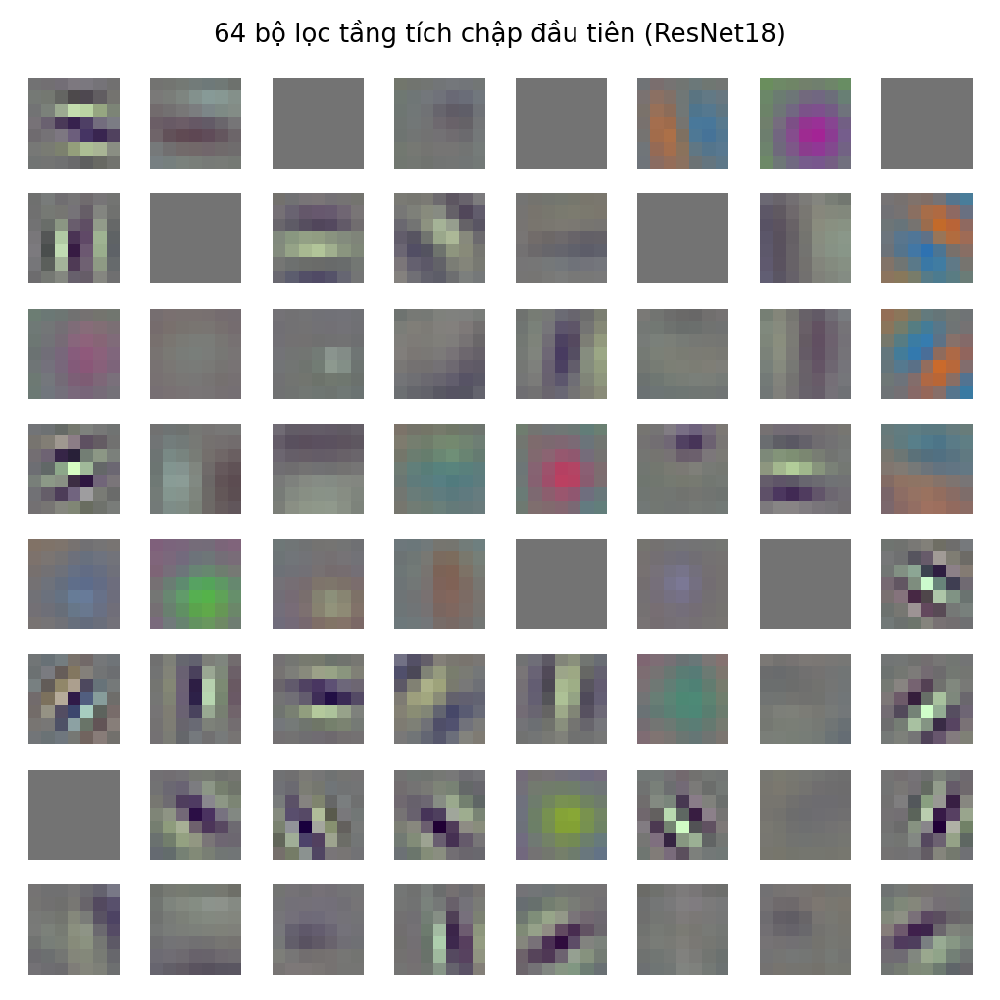 64 bộ lọc tầng tích chập đầu tiên (ResNet18)